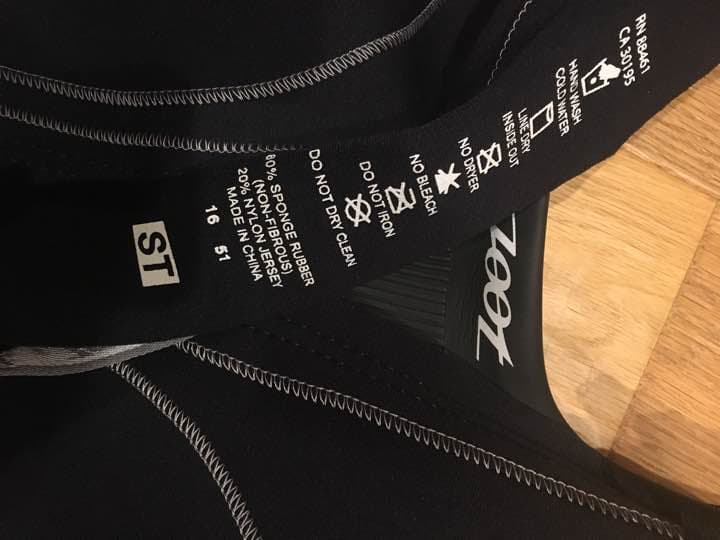 RN 88461
CA 30195
HAND WASH
COLD WATER
LINE DRY
INSIDE OUT
NO DRYER
NO BLEACH
DO NOT IRON
DO NOT DRY CLEAN
80% SPONGE RUBBER
(NON-FIBROUS)
20% NYLON JERSEY
MADE IN CHINA
16 51
ST
zoot